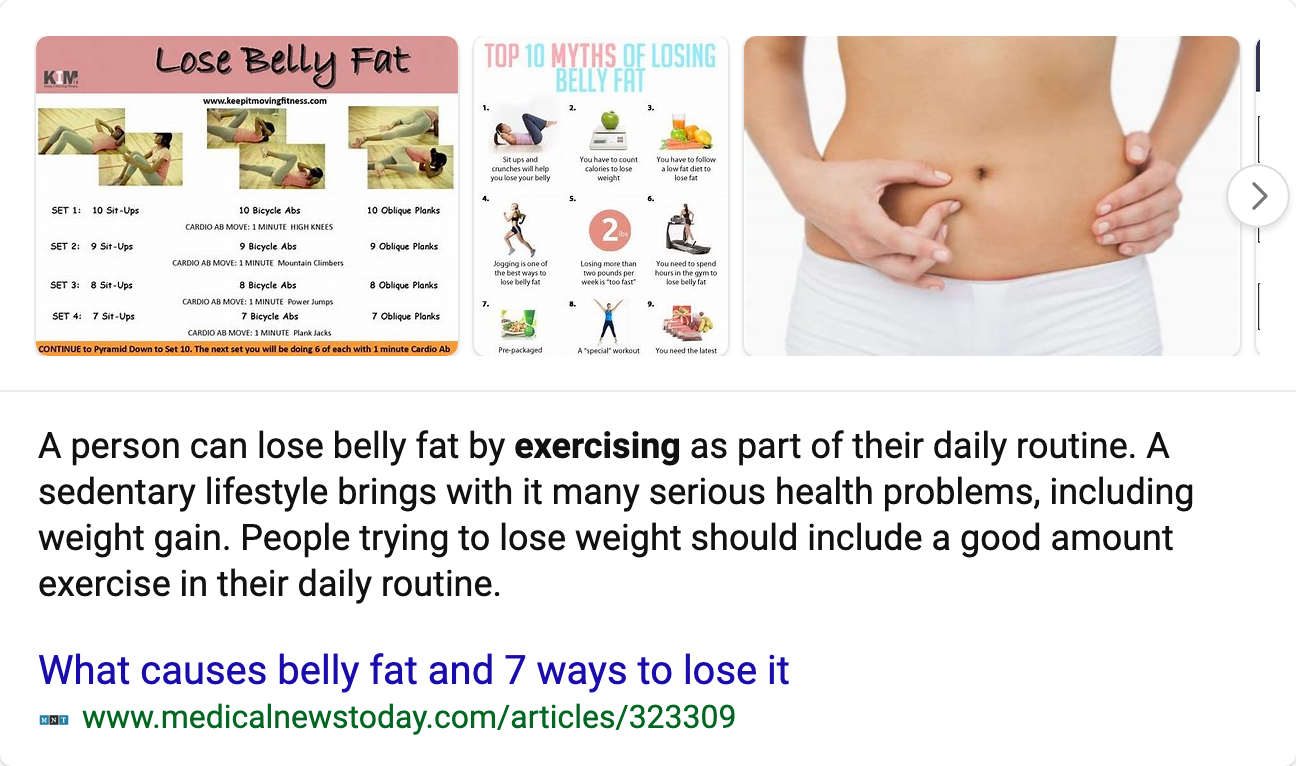 Lose Belly Fat
KIM
www.keepitmovingfitness.com
SET 1: 10 Sit-Ups 10 Bicycle Abs 10 Oblique Planks
CARDIO AB MOVE: 1 MINUTE HIGH KNEES
SET 2: 9 Sit-Ups 9 Bicycle Abs 9 Oblique Planks
CARDIO AB MOVE: 1 MINUTE Mountain Climbers
SET 3: 8 Sit-Ups 8 Bicycle Abs 8 Oblique Planks
CARDIO AB MOVE: 1 MINUTE Power Jumps
SET 4: 7 Sit-Ups 7 Bicycle Abs 7 Oblique Planks
CARDIO AB MOVE: 1 MINUTE Plank Jacks
CONTINUE to Pyramid Down to Set 10. The next set you will be doing 6 of each with 1 minute Cardio Ab
TOP 10 MYTHS OF LOSING
BELLY FAT
1. 2. 3.
Sit ups and You have to count You have to follow
crunches will help calories to lose a low fat diet to
you lose your belly weight lose fat
4. 5. 6.
2 lbs
Jogging is one of Losing more than You need to spend
the best ways to two pounds per hours in the gym to
lose belly fat week is "too fast" lose belly fat
7. 8. 9.
Pre-packaged A "special" workout You need the latest
A person can lose belly fat by exercising as part of their daily routine. A
sedentary lifestyle brings with it many serious health problems, including
weight gain. People trying to lose weight should include a good amount
exercise in their daily routine.
What causes belly fat and 7 ways to lose it
MNT www.medicalnewstoday.com/articles/323309